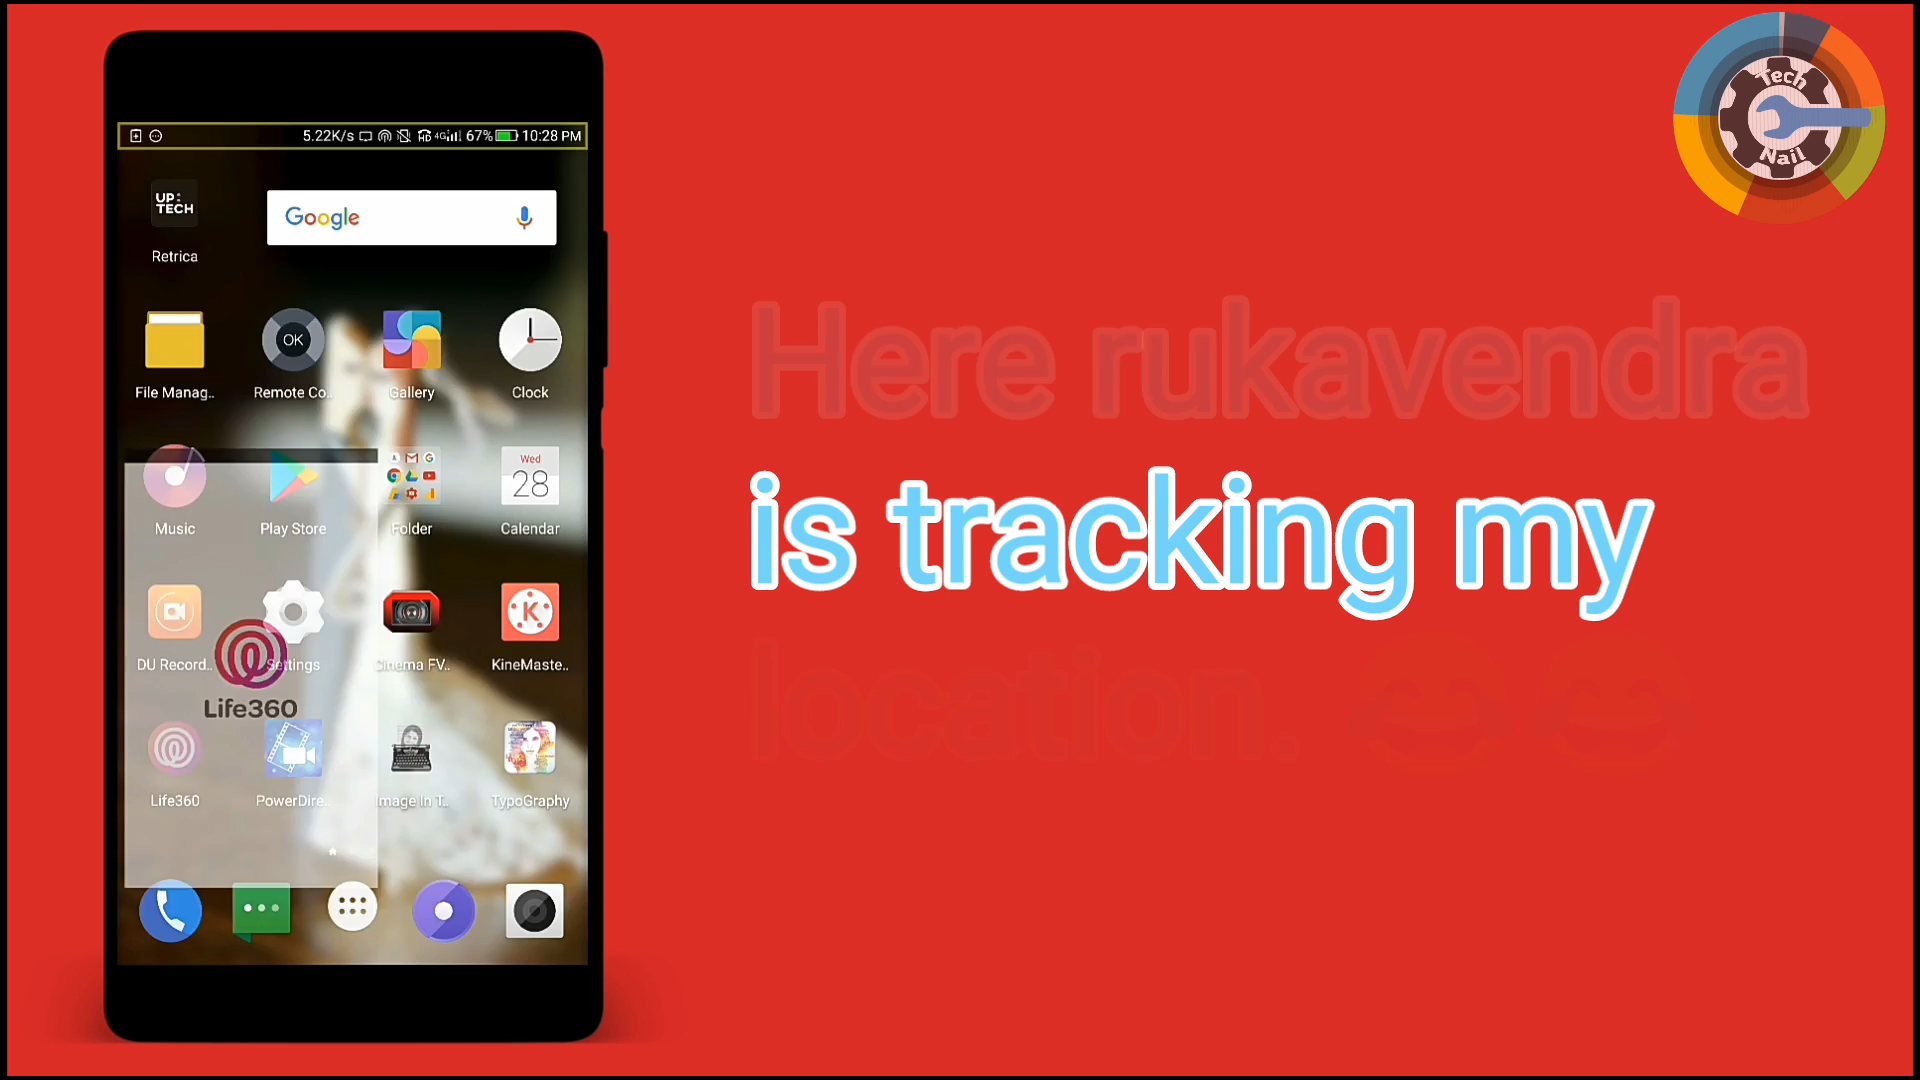 5.22K/s HD 4G 67% 10:28 PM
UP:
TECH
Google
Retrica
OK
File Manag..
Remote Co..
Gallery
Clock
Wed
28
Music
Play Store
Folder
Calendar
K
DU Record..
Settings
Cinema FV..
KineMaste..
Life360
Life360
PowerDire..
Image In T..
TypoGraphy
Here rukavendra
is tracking my
location.
Tech
Nail